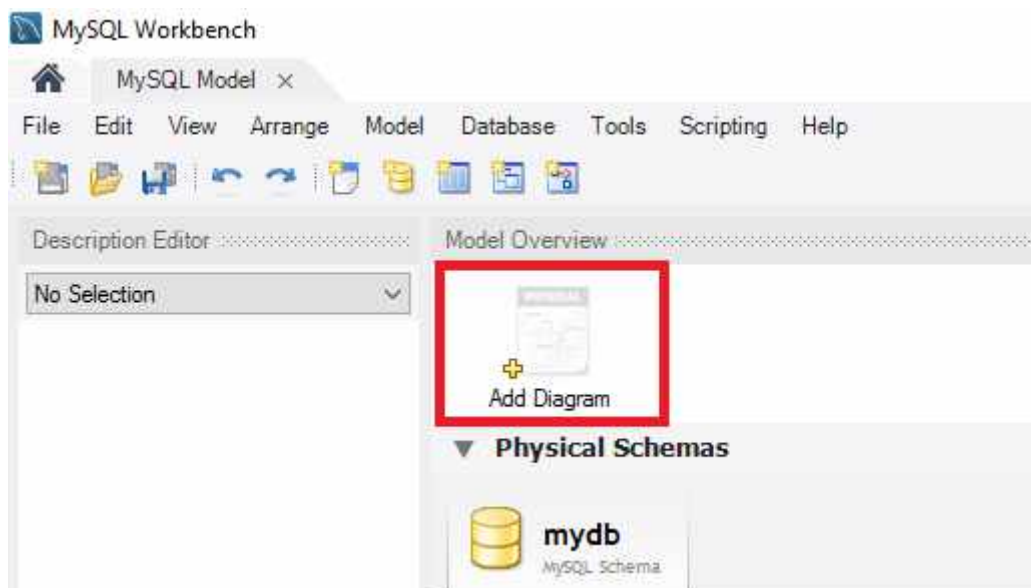 MySQL Workbench
MySQL Model ×
File Edit View Arrange Model Database Tools Scripting Help
Description Editor Model Overview
No Selection
Add Diagram
Physical Schemas
mydb
MySQL Schema